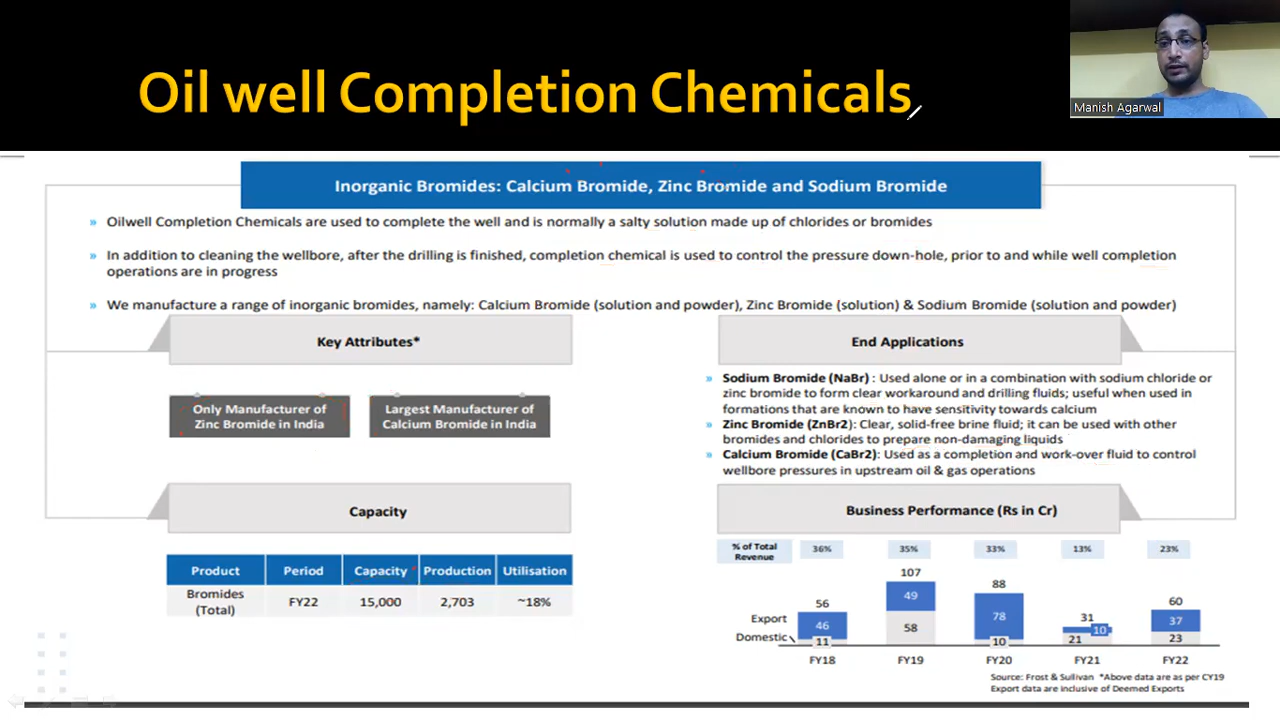 Oil well Completion Chemicals
Manish Agarwal
Inorganic Bromides: Calcium Bromide, Zinc Bromide and Sodium Bromide
» Oilwell Completion Chemicals are used to complete the well and is normally a salty solution made up of chlorides or bromides
» In addition to cleaning the wellbore, after the drilling is finished, completion chemical is used to control the pressure down-hole, prior to and while well completion
operations are in progress
» We manufacture a range of inorganic bromides, namely: Calcium Bromide (solution and powder), Zinc Bromide (solution) & Sodium Bromide (solution and powder)
Key Attributes*
Only Manufacturer of
Zinc Bromide in India
Largest Manufacturer of
Calcium Bromide in India
Capacity
Product Period Capacity Production Utilisation
Bromides
(Total)
FY22 15,000 2,703 ~18%
End Applications
» Sodium Bromide (NaBr) : Used alone or in a combination with sodium chloride or
zinc bromide to form clear workaround and drilling fluids; useful when used in
formations that are known to have sensitivity towards calcium
» Zinc Bromide (ZnBr2): Clear, solid-free brine fluid; it can be used with other
bromides and chlorides to prepare non-damaging liquids
» Calcium Bromide (CaBr2): Used as a completion and work-over fluid to control
wellbore pressures in upstream oil & gas operations
Business Performance (Rs in Cr)
% of Total
Revenue
36% 35% 33% 13% 23%
56 107 88 31 60
Export 46 49 78 10 37
Domestic 11 58 10 21 23
FY18 FY19 FY20 FY21 FY22
Source: Frost & Sullivan *Above data are as per CY19
Export data are inclusive of Deemed Exports